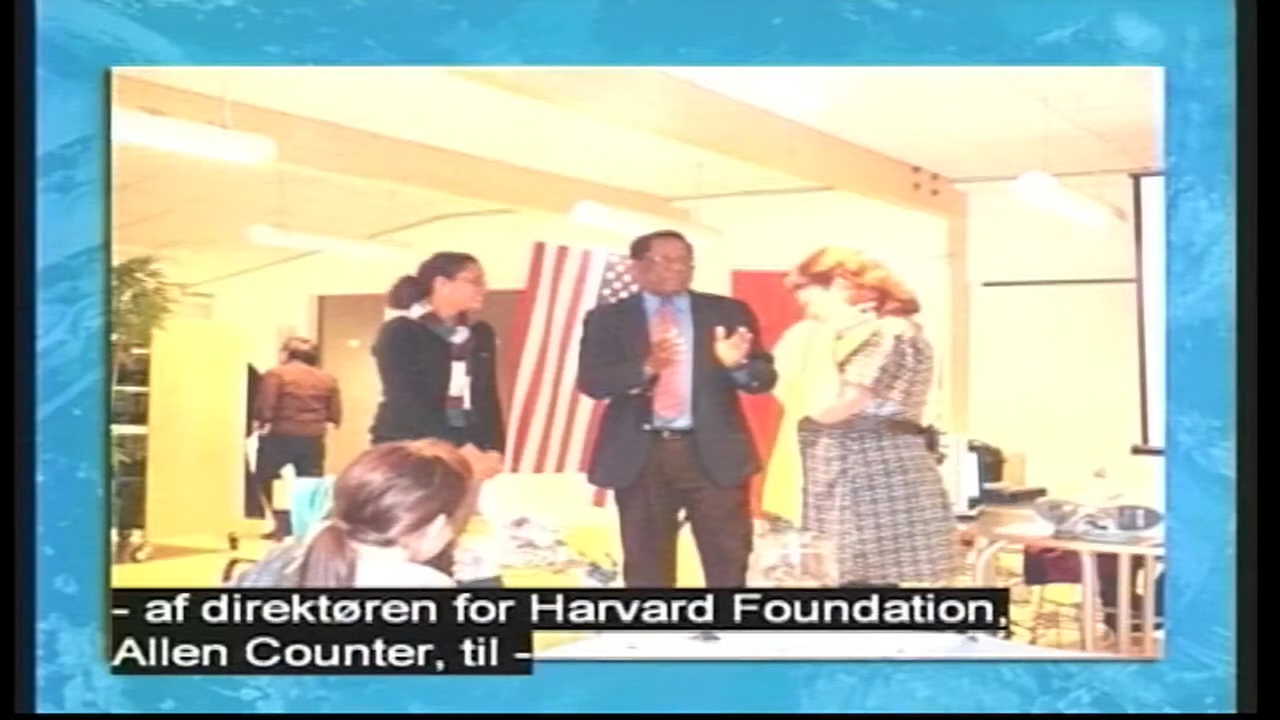 - af direktøren for Harvard Foundation,
Allen Counter, til -